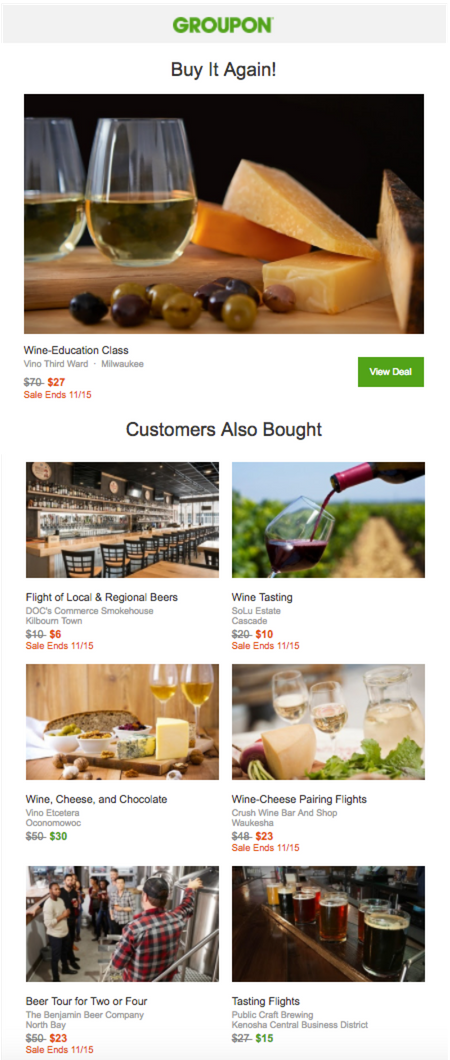 GROUPON
Buy It Again!
Wine-Education Class
Vino Third Ward · Milwaukee
$70 $27
Sale Ends 11/15
View Deal
Customers Also Bought
Flight of Local & Regional Beers
DOC's Commerce Smokehouse
Kilbourn Town
$10 $6
Sale Ends 11/15
Wine Tasting
SoLu Estate
Cascade
$20 $10
Sale Ends 11/15
Wine, Cheese, and Chocolate
Vino Etcetera
Oconomowoc
$50 $30
Wine-Cheese Pairing Flights
Crush Wine Bar And Shop
Waukesha
$48 $23
Sale Ends 11/15
Beer Tour for Two or Four
The Benjamin Beer Company
North Bay
$50 $23
Sale Ends 11/15
Tasting Flights
Public Craft Brewing
Kenosha Central Business District
$27 $15